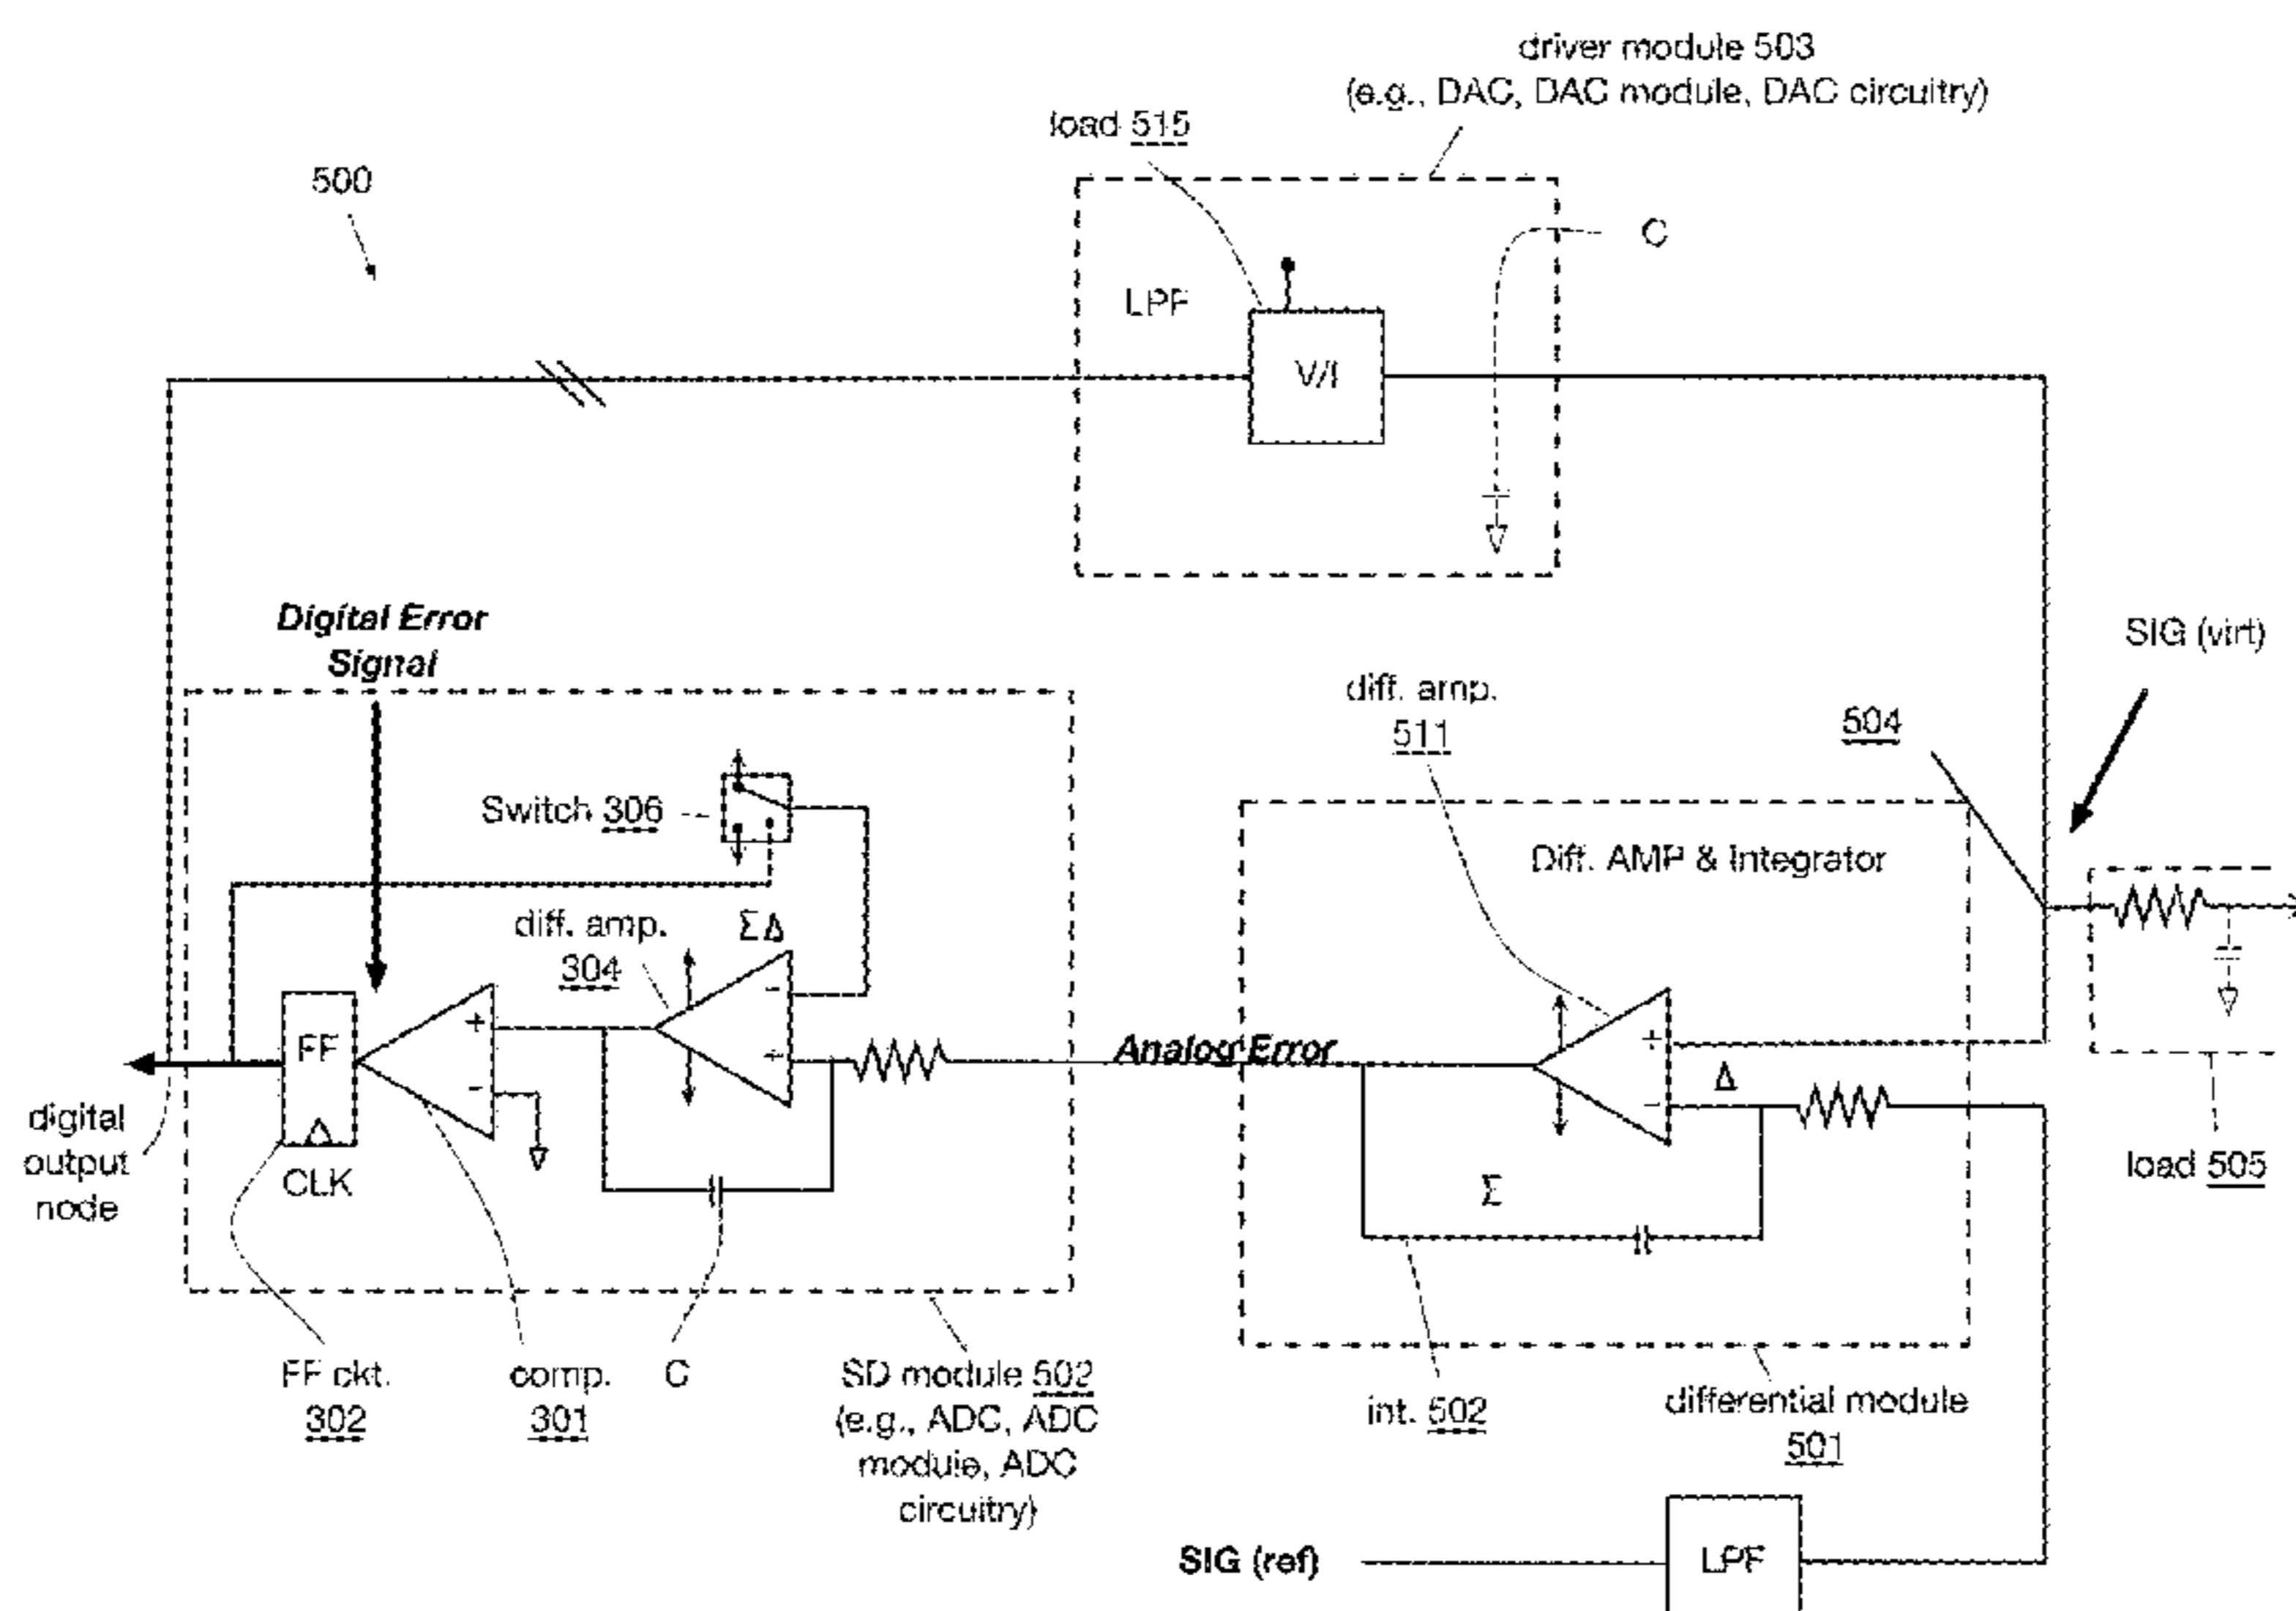 driver module 503
(e.g., DAC, DAC module, DAC circuitry)
load 515
500
C
LPF
V/I
Digital Error
Signal
SIG (virt)
diff. amp.
511
504
Switch 306
Diff. AMP & Integrator
diff. amp.
304
ΣΔ
-
+
FF
CLK
+
-
Analog Error
+
-
Δ
Σ
digital
output
node
load 505
FF ckt.
302
comp.
301
C
SD module 502
(e.g., ADC, ADC
module, ADC
circuitry)
int. 502
differential module
501
SIG (ref)
LPF